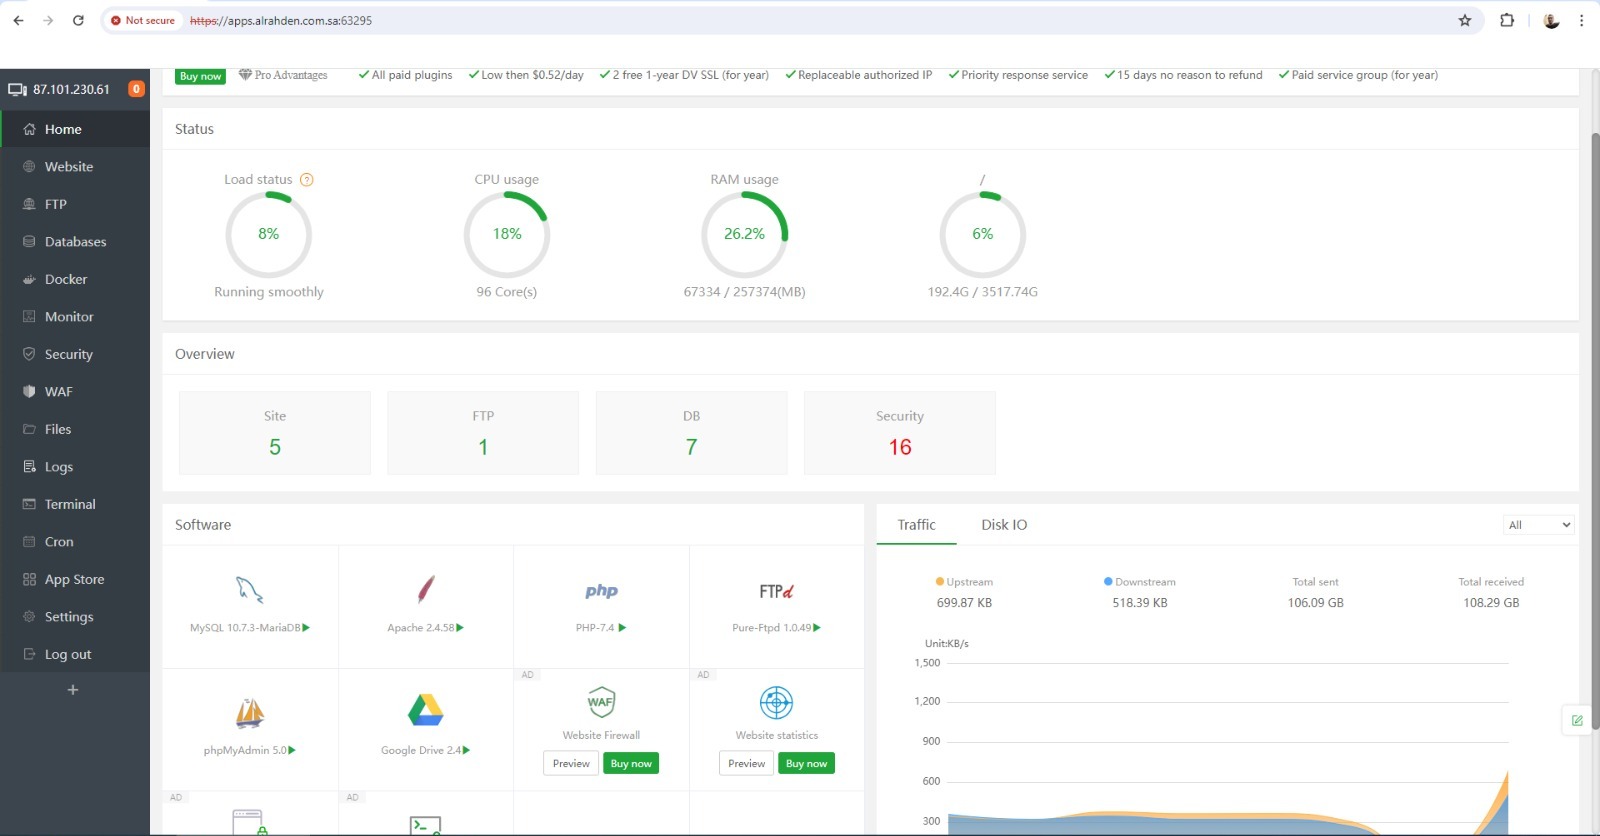 Not secure
https://apps.alrahden.com.sa:63295
87.101.230.61
0
Home
Website
FTP
Databases
Docker
Monitor
Security
WAF
Files
Logs
Terminal
Cron
App Store
Settings
Log out
+
Buy now Pro Advantages All paid plugins Low then $0.52/day 2 free 1-year DV SSL (for year) Replaceable authorized IP Priority response service 15 days no reason to refund Paid service group (for year)
Status
Load status ?
8%
Running smoothly
CPU usage
18%
96 Core(s)
RAM usage
26.2%
67334 / 257374(MB)
/
6%
192.4G / 3517.74G
Overview
Site
5
FTP
1
DB
7
Security
16
Software
MySQL 10.7.3-MariaDB
Apache 2.4.58
php
PHP-7.4
FTPd
Pure-Ftpd 1.0.49
phpMyAdmin 5.0
Google Drive 2.4
AD
WAF
Website Firewall
Preview Buy now
AD
Website statistics
Preview Buy now
AD
AD
Traffic Disk IO
All
Upstream
699.87 KB
Downstream
518.39 KB
Total sent
106.09 GB
Total received
108.29 GB
Unit:KB/s
1,500
1,200
900
600
300